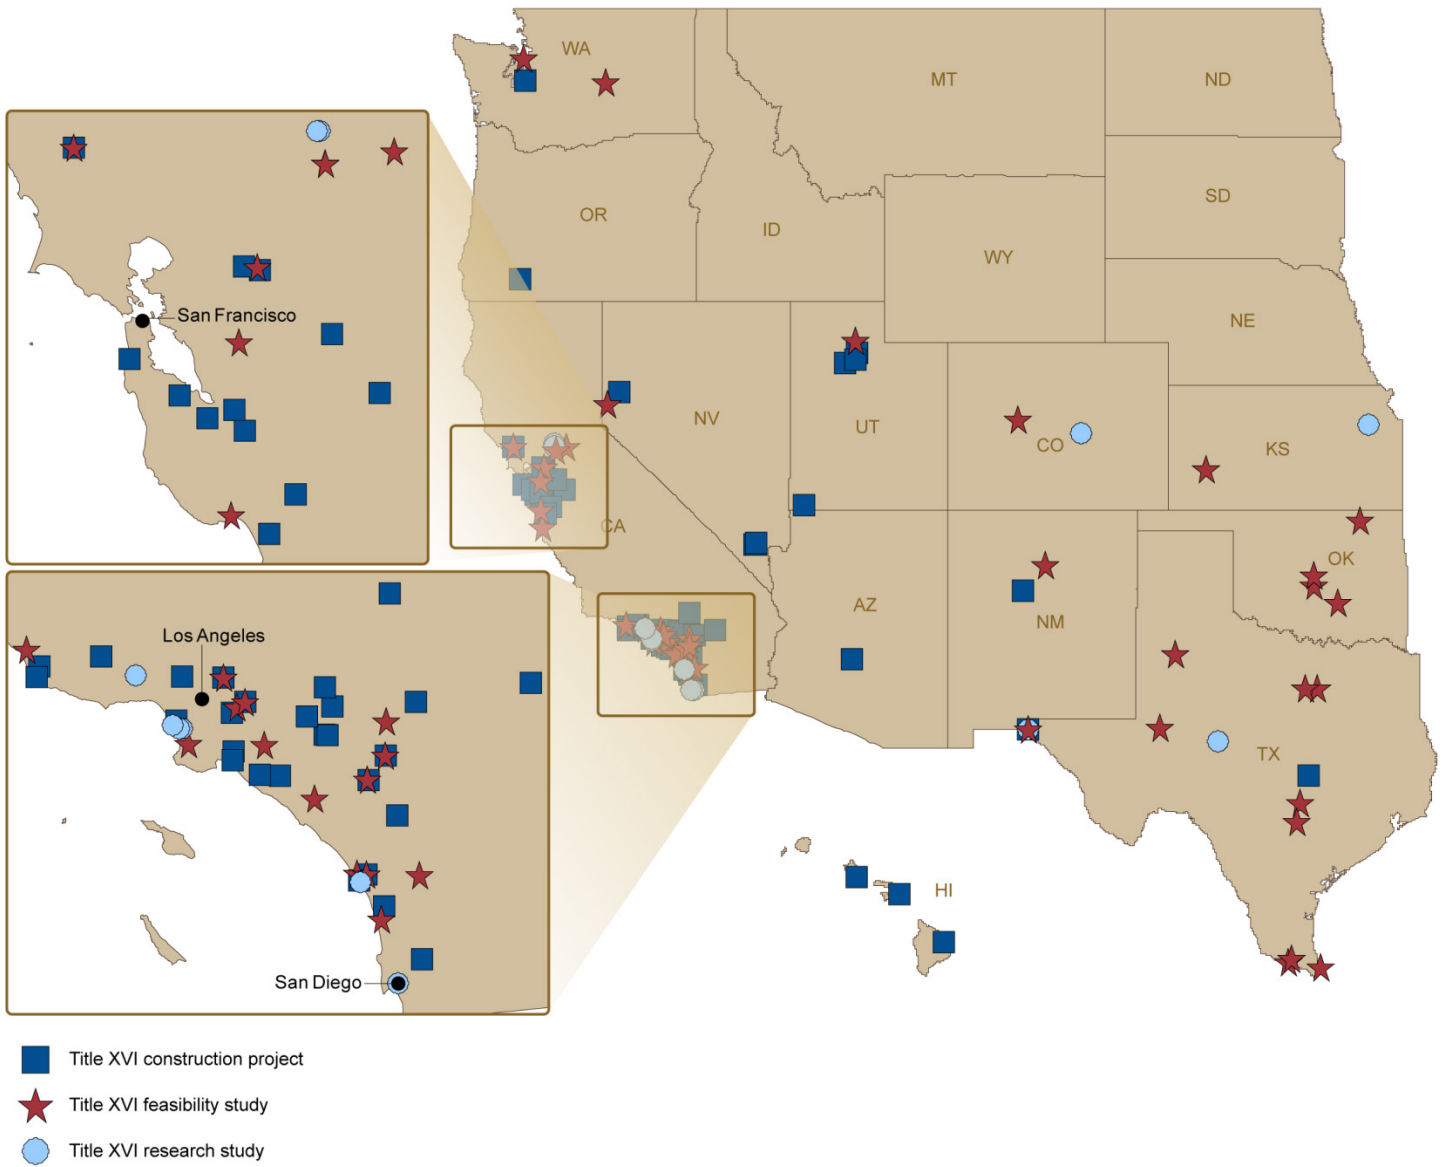 WA
MT
ND
OR
ID
SD
WY
San Francisco
NE
NV
UT
CO
KS
CA
OK
AZ
NM
Los Angeles
TX
HI
San Diego
Title XVI construction project
Title XVI feasibility study
Title XVI research study